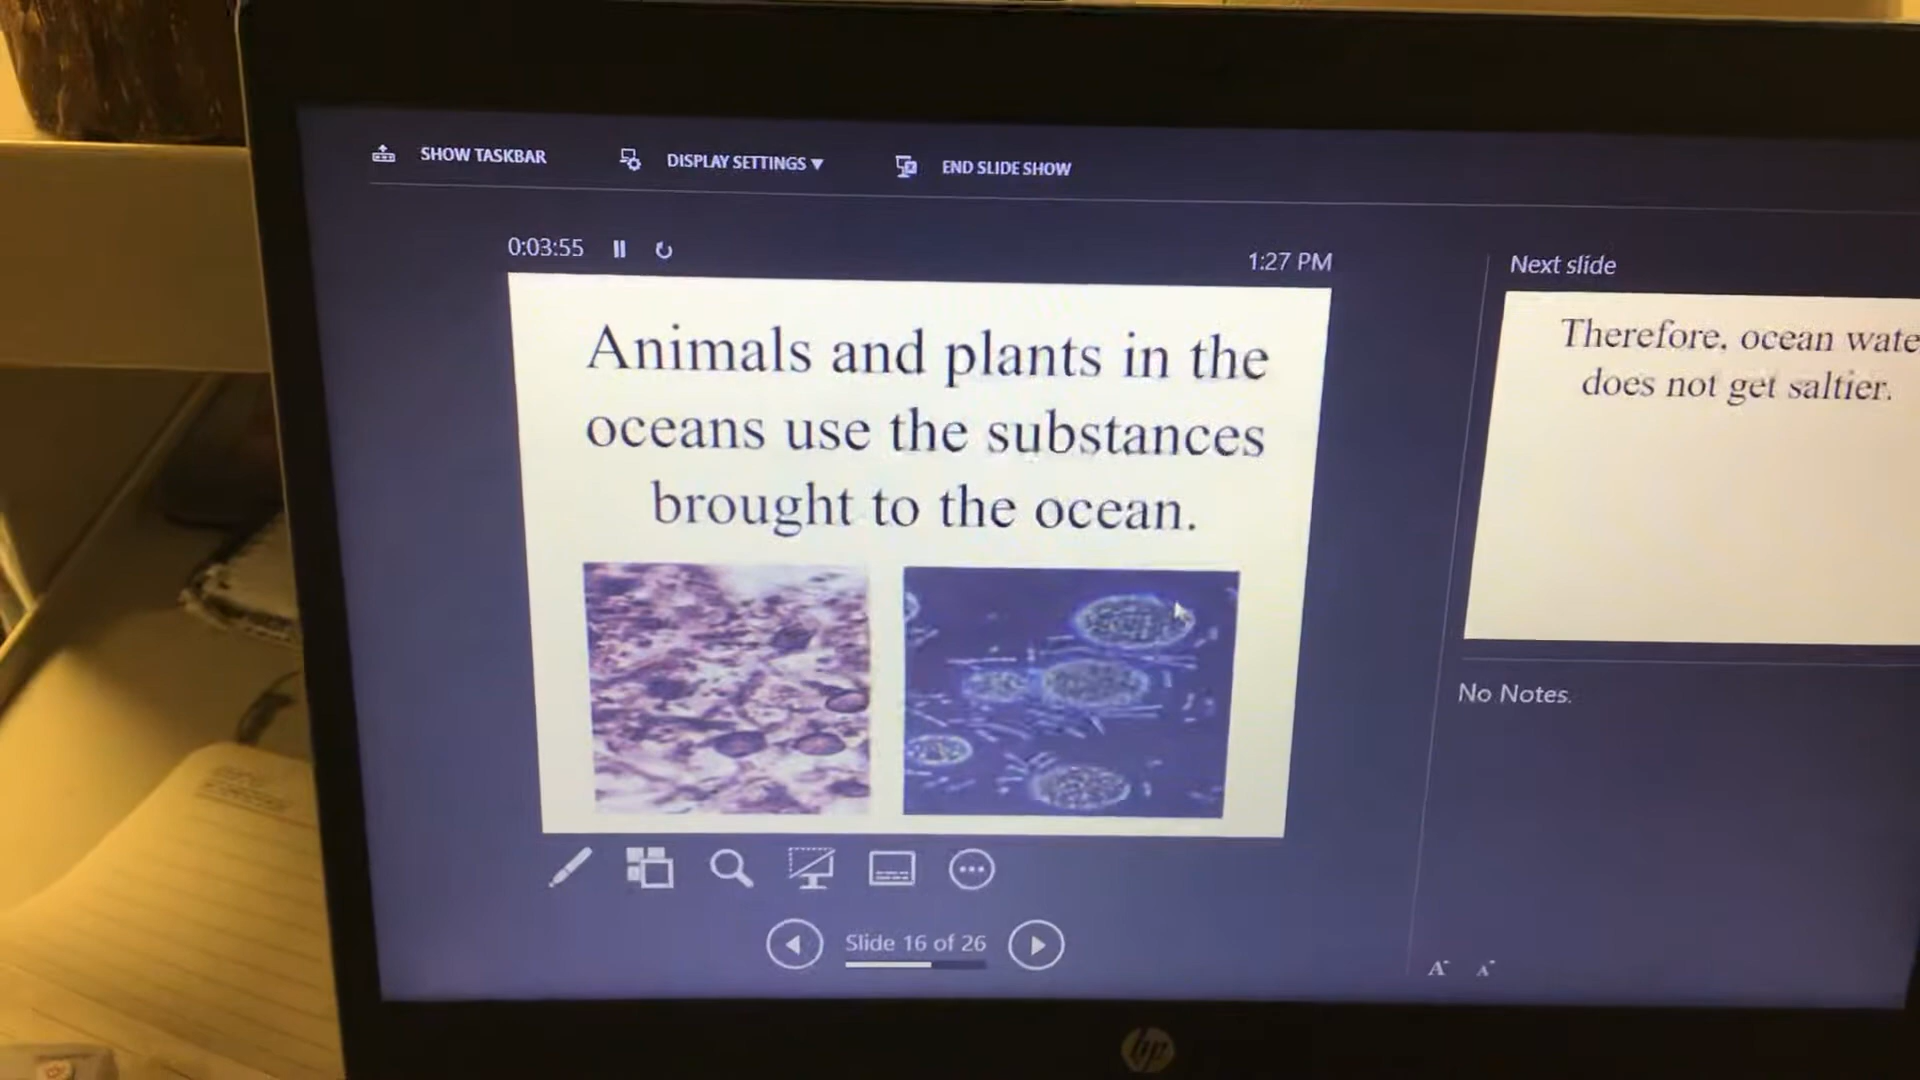 SHOW TASKBAR
DISPLAY SETTINGS ▼
END SLIDE SHOW
0:03:55
1:27 PM
Animals and plants in the
oceans use the substances
brought to the ocean.
Next slide
Therefore, ocean wate
does not get saltier.
No Notes.
Slide 16 of 26
A A
hp